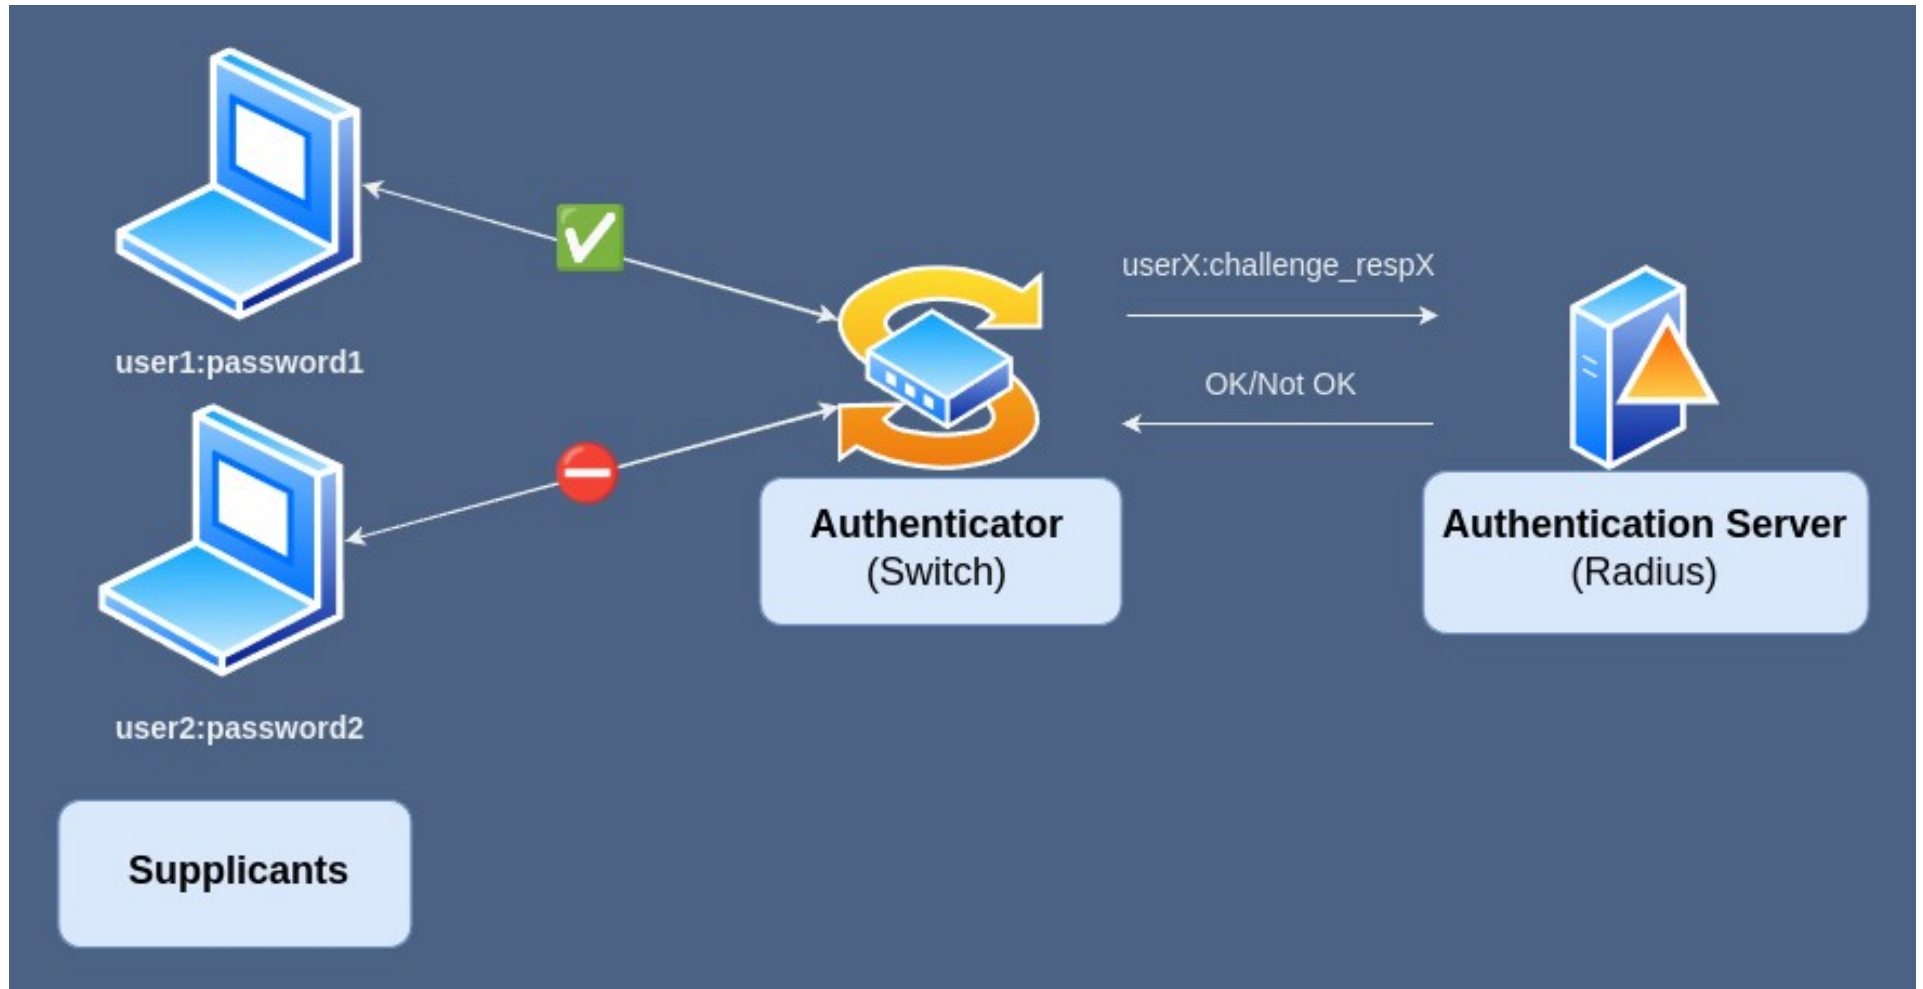 user1:password1
user2:password2
Supplicants
Authenticator
(Switch)
userX:challenge_respX
OK/Not OK
Authentication Server
(Radius)